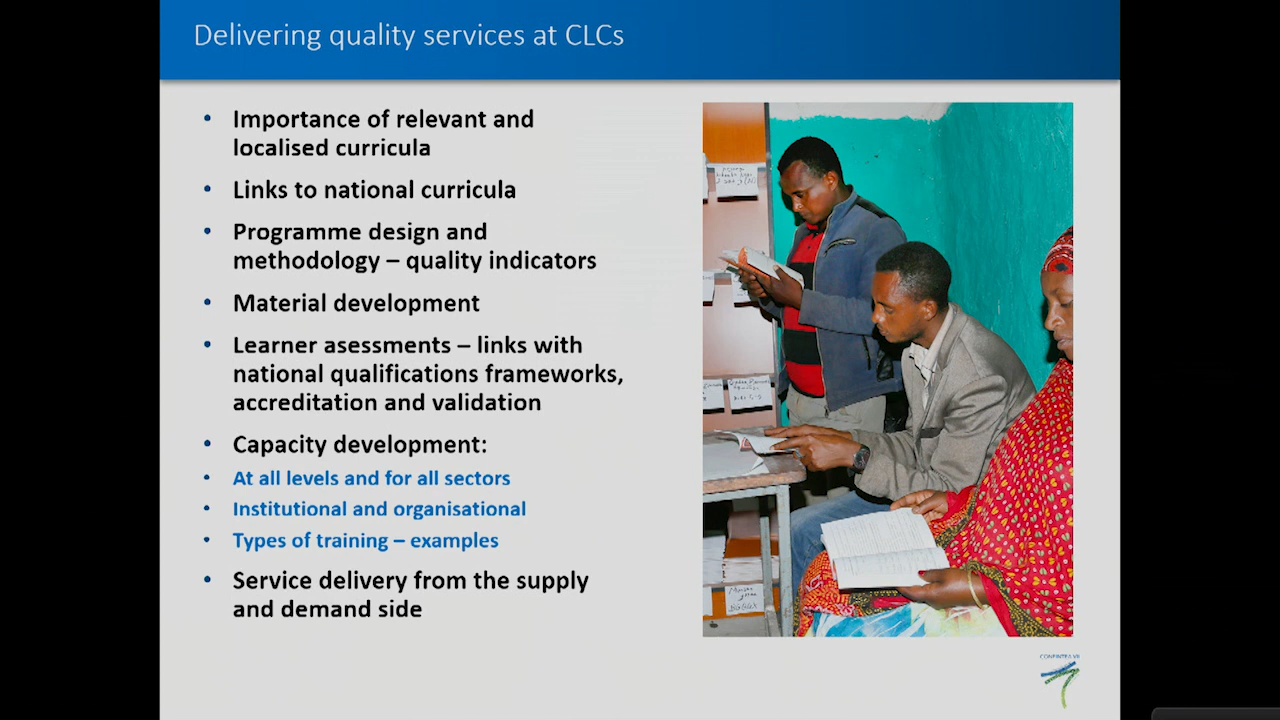 Delivering quality services at CLCs
• Importance of relevant and
localised curricula
• Links to national curricula
• Programme design and
methodology – quality indicators
• Material development
• Learner asessments – links with
national qualifications frameworks,
accreditation and validation
• Capacity development:
• At all levels and for all sectors
• Institutional and organisational
• Types of training – examples
• Service delivery from the supply
and demand side
CONFINTEA VII